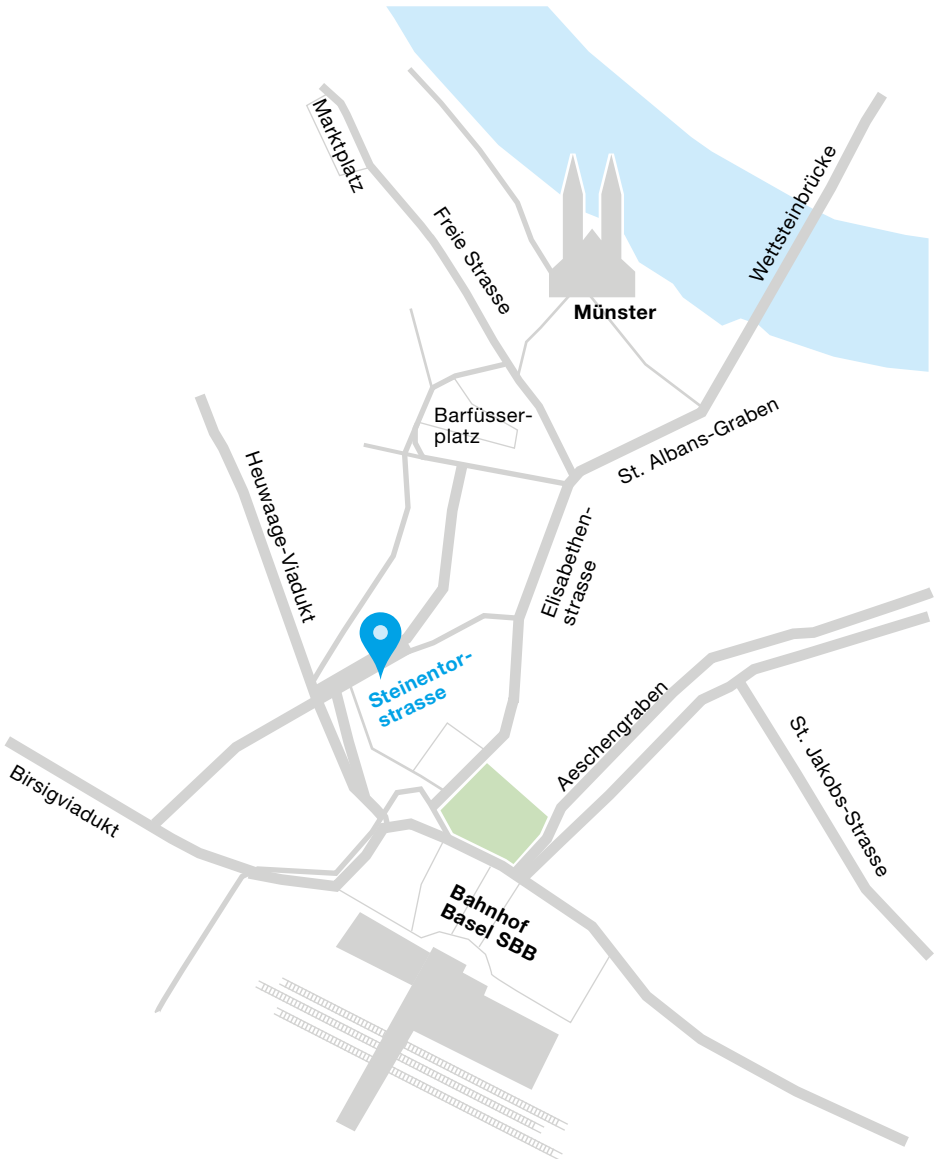 Marktplatz
Freie Strasse
Wettsteinbrücke
Münster
Barfüsser-
platz
St. Albans-Graben
Heuwaage-Viadukt
Elisabethen-
strasse
Steinentor-
strasse
Aeschengraben
St. Jakobs-Strasse
Birsigviadukt
Bahnhof
Basel SBB